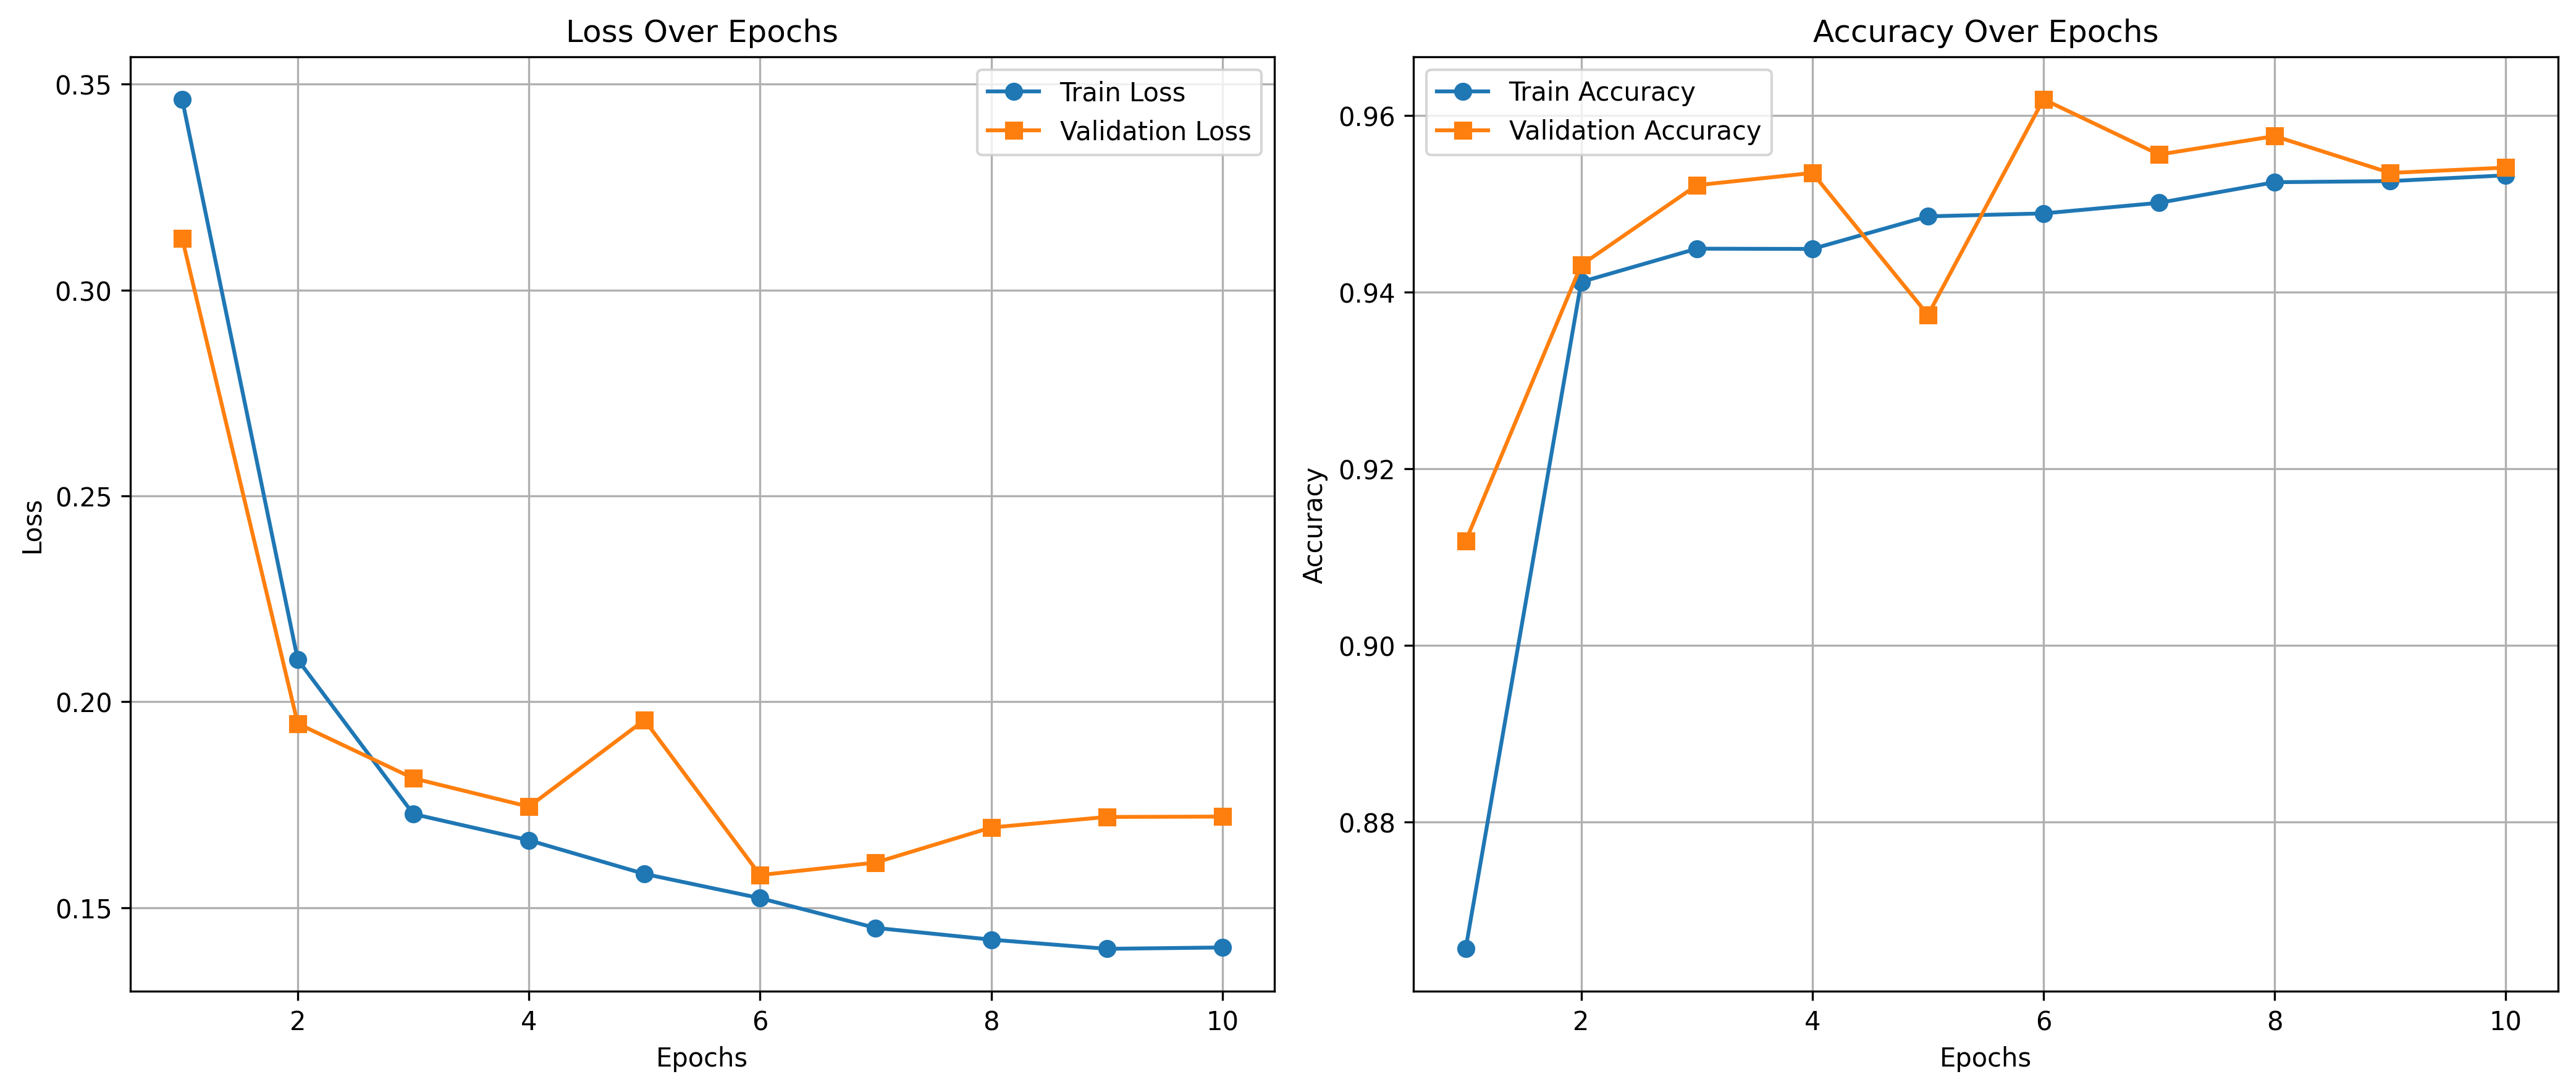 Loss Over Epochs
Train Loss
Validation Loss
0.35
0.30
0.25
0.20
0.15
Loss
2 4 6 8 10
Epochs
Accuracy Over Epochs
Train Accuracy
Validation Accuracy
0.96
0.94
0.92
0.90
0.88
Accuracy
2 4 6 8 10
Epochs